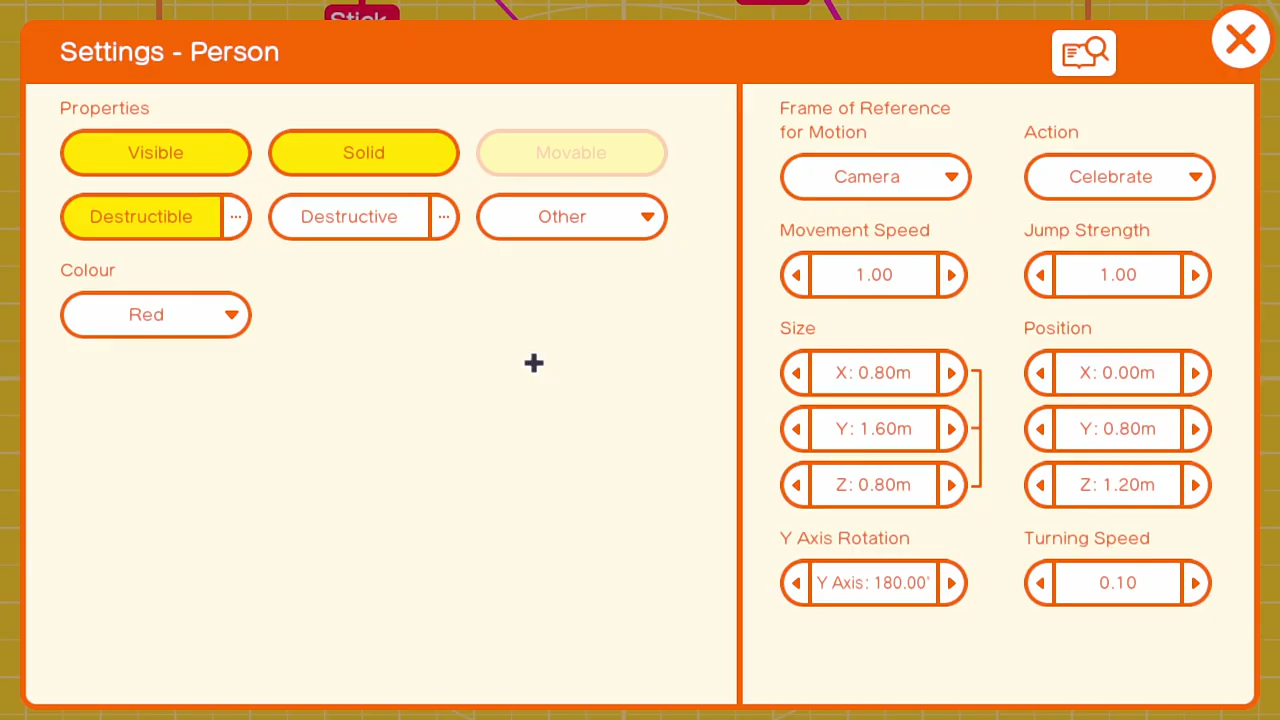 Stick
Settings - Person
Properties
Visible
Solid
Movable
Destructible
...
Destructive
...
Other
Colour
Red
Frame of Reference
for Motion
Action
Camera
Celebrate
Movement Speed
Jump Strength
1.00
1.00
Size
Position
X: 0.80m
X: 0.00m
Y: 1.60m
Y: 0.80m
Z: 0.80m
Z: 1.20m
Y Axis Rotation
Turning Speed
Y Axis: 180.00°
0.10